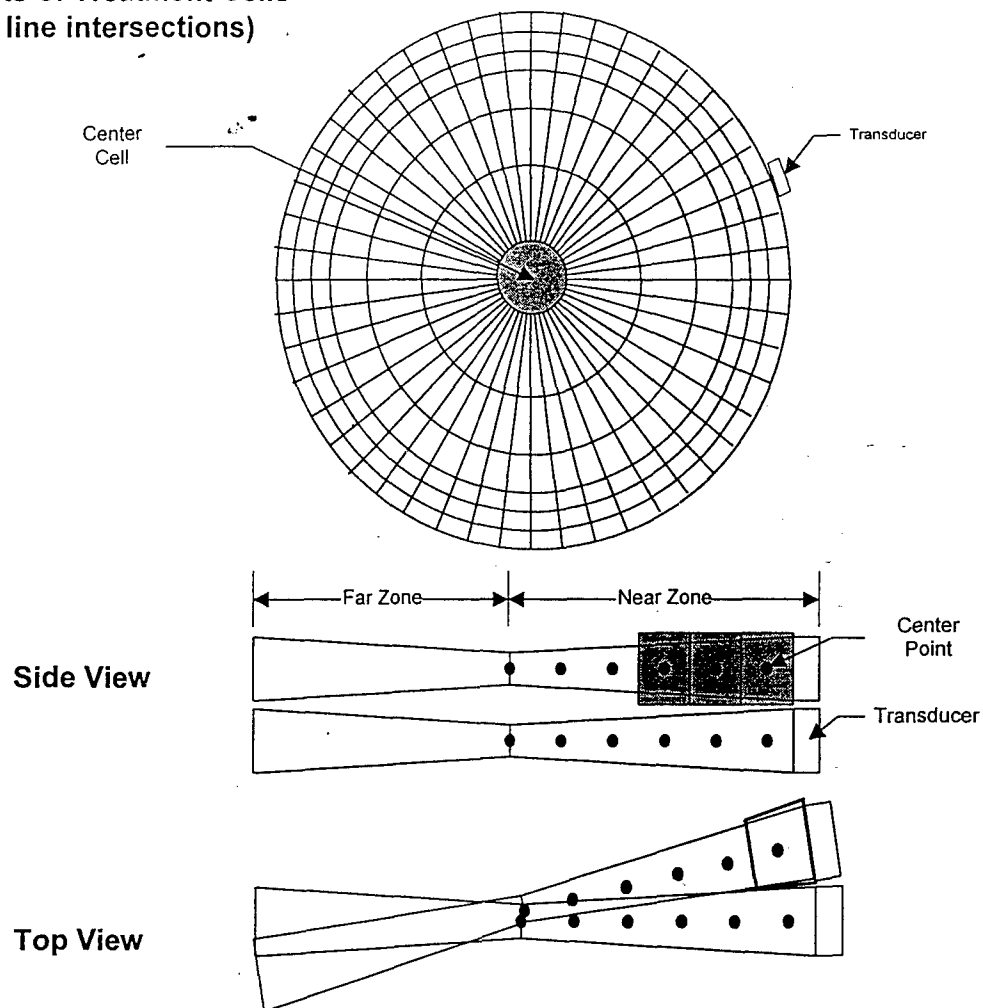 line intersections)
Center
Cell
Transducer
Far Zone
Near Zone
Center
Point
Side View
Transducer
Top View